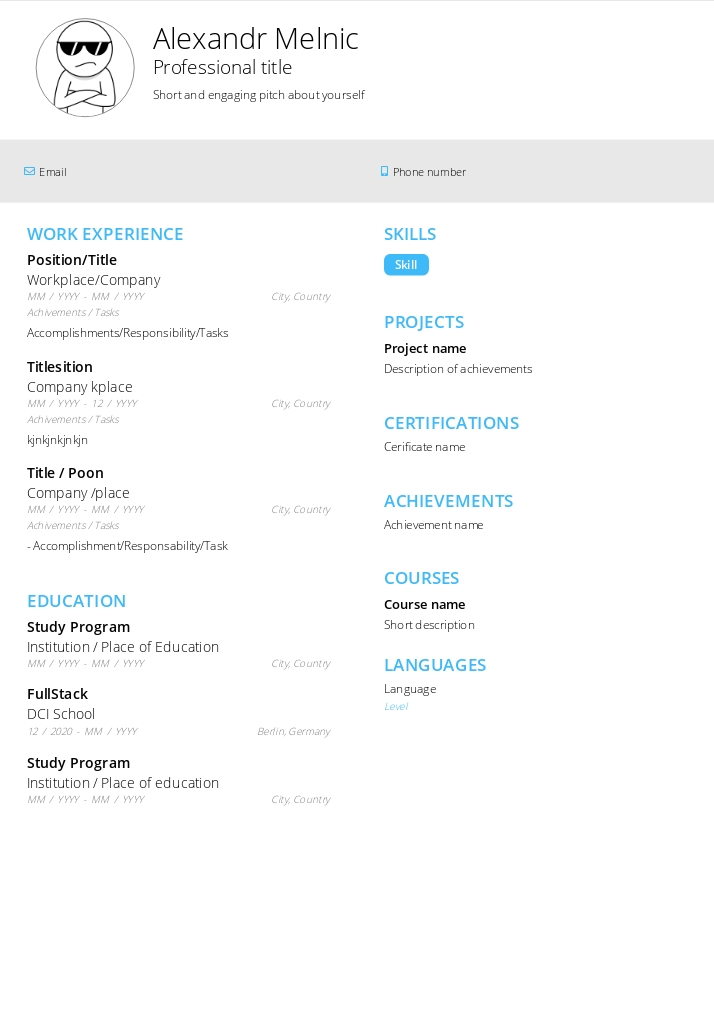 Alexandr Melnic
Professional title
Short and engaging pitch about yourself
Email
Phone number
WORK EXPERIENCE
Position/Title
Workplace/Company
MM / YYYY - MM / YYYY City, Country
Achivements / Tasks
Accomplishments/Responsibility/Tasks
Titlesition
Company kplace
MM / YYYY - 12 / YYYY City, Country
Achivements / Tasks
kjnkjnkjnkjn
Title / Poon
Company /place
MM / YYYY - MM / YYYY City, Country
Achivements / Tasks
- Accomplishment/Responsability/Task
EDUCATION
Study Program
Institution / Place of Education
MM / YYYY - MM / YYYY City, Country
FullStack
DCI School
12 / 2020 - MM / YYYY Berlin, Germany
Study Program
Institution / Place of education
MM / YYYY - MM / YYYY City, Country
SKILLS
Skill
PROJECTS
Project name
Description of achievements
CERTIFICATIONS
Cerificate name
ACHIEVEMENTS
Achievement name
COURSES
Course name
Short description
LANGUAGES
Language
Level